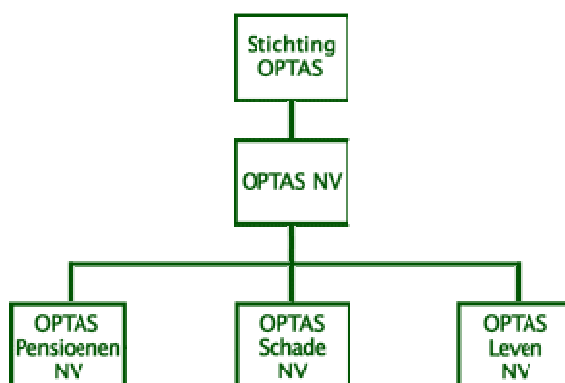 Stichting
OPTAS
OPTAS NV
OPTAS
Pensioenen
NV
OPTAS
Schade
NV
OPTAS
Leven
NV